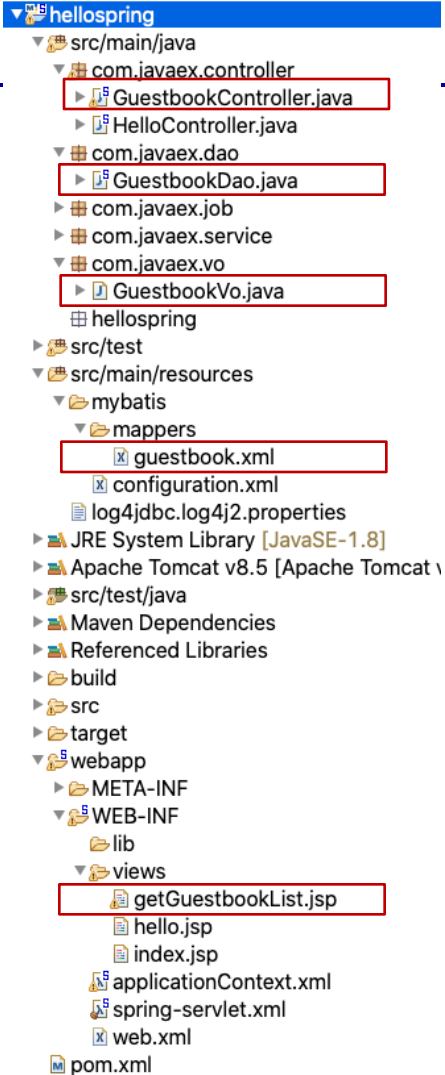 hellospring
src/main/java
com.javaex.controller
GuestbookController.java
HelloController.java
com.javaex.dao
GuestbookDao.java
com.javaex.job
com.javaex.service
com.javaex.vo
GuestbookVo.java
hellospring
src/test
src/main/resources
mybatis
mappers
guestbook.xml
configuration.xml
log4jdbc.log4j2.properties
JRE System Library [JavaSE-1.8]
Apache Tomcat v8.5 [Apache Tomcat v
src/test/java
Maven Dependencies
Referenced Libraries
build
src
target
webapp
META-INF
WEB-INF
lib
views
getGuestbookList.jsp
hello.jsp
index.jsp
applicationContext.xml
spring-servlet.xml
web.xml
pom.xml